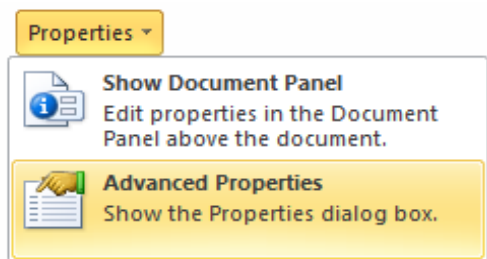 Properties
Show Document Panel
Edit properties in the Document
Panel above the document.
Advanced Properties
Show the Properties dialog box.